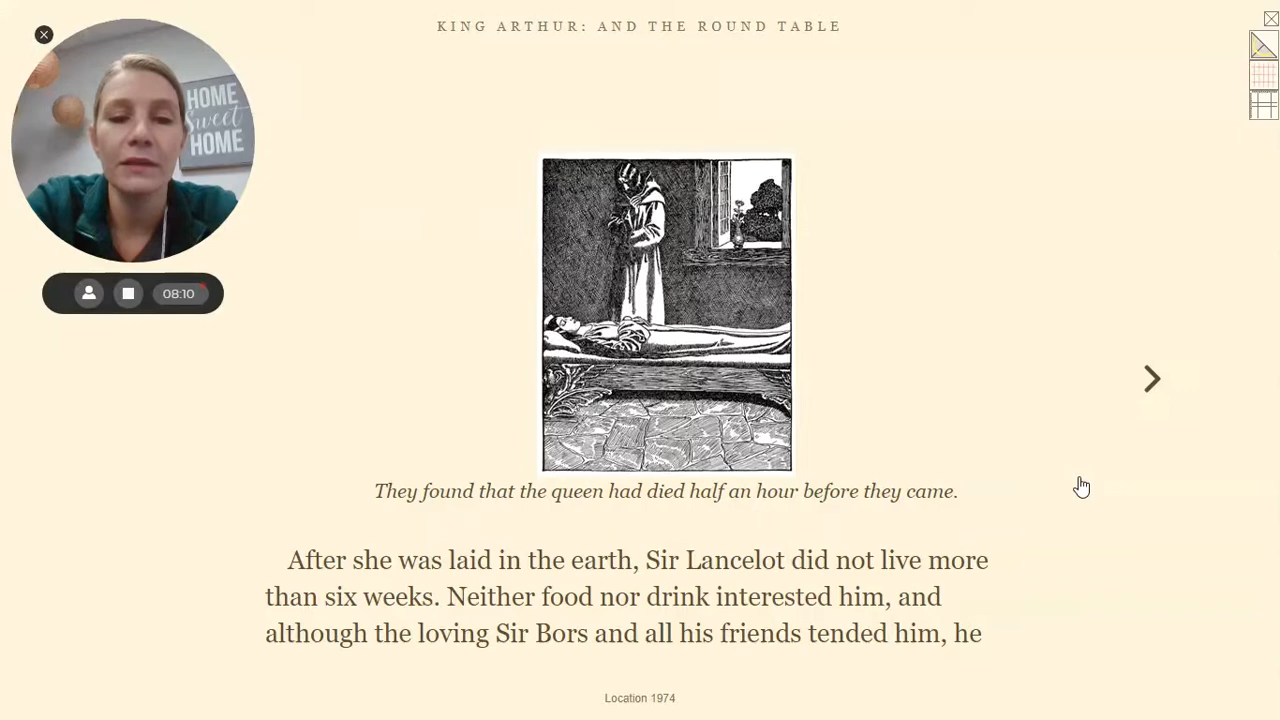 KING ARTHUR: AND THE ROUND TABLE
HOME
Sweet
HOME
08:10
They found that the queen had died half an hour before they came.
After she was laid in the earth, Sir Lancelot did not live more
than six weeks. Neither food nor drink interested him, and
although the loving Sir Bors and all his friends tended him, he
Location 1974